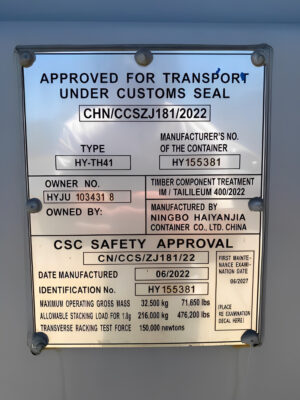 APPROVED FOR TRANSPORT
UNDER CUSTOMS SEAL
CHN/CCSZJ181/2022
TYPE
HY-TH41
MANUFACTURER'S NO.
OF THE CONTAINER
HY155381
OWNER NO.
HYJU 103431 8
OWNED BY:
TIMBER COMPONENT TREATMENT
IM / TAILILEUM 400/2022
MANUFACTURED BY
NINGBO HAIYANJIA
CONTAINER CO., LTD. CHINA
CSC SAFETY APPROVAL
CN/CCS/ZJ181/22
DATE MANUFACTURED 06/2022
IDENTIFICATION No. HY155381
MAXIMUM OPERATING GROSS MASS 32,500 kg 71,650 lbs
ALLOWABLE STACKING LOAD FOR 1.8g 216,000 kg 476,200 lbs
TRANSVERSE RACKING TEST FORCE 150,000 newtons
FIRST MAINTE-
NANCE EXAMI-
NATION DATE
06/2027
(PLACE
RE EXAMINATION
DECAL HERE)